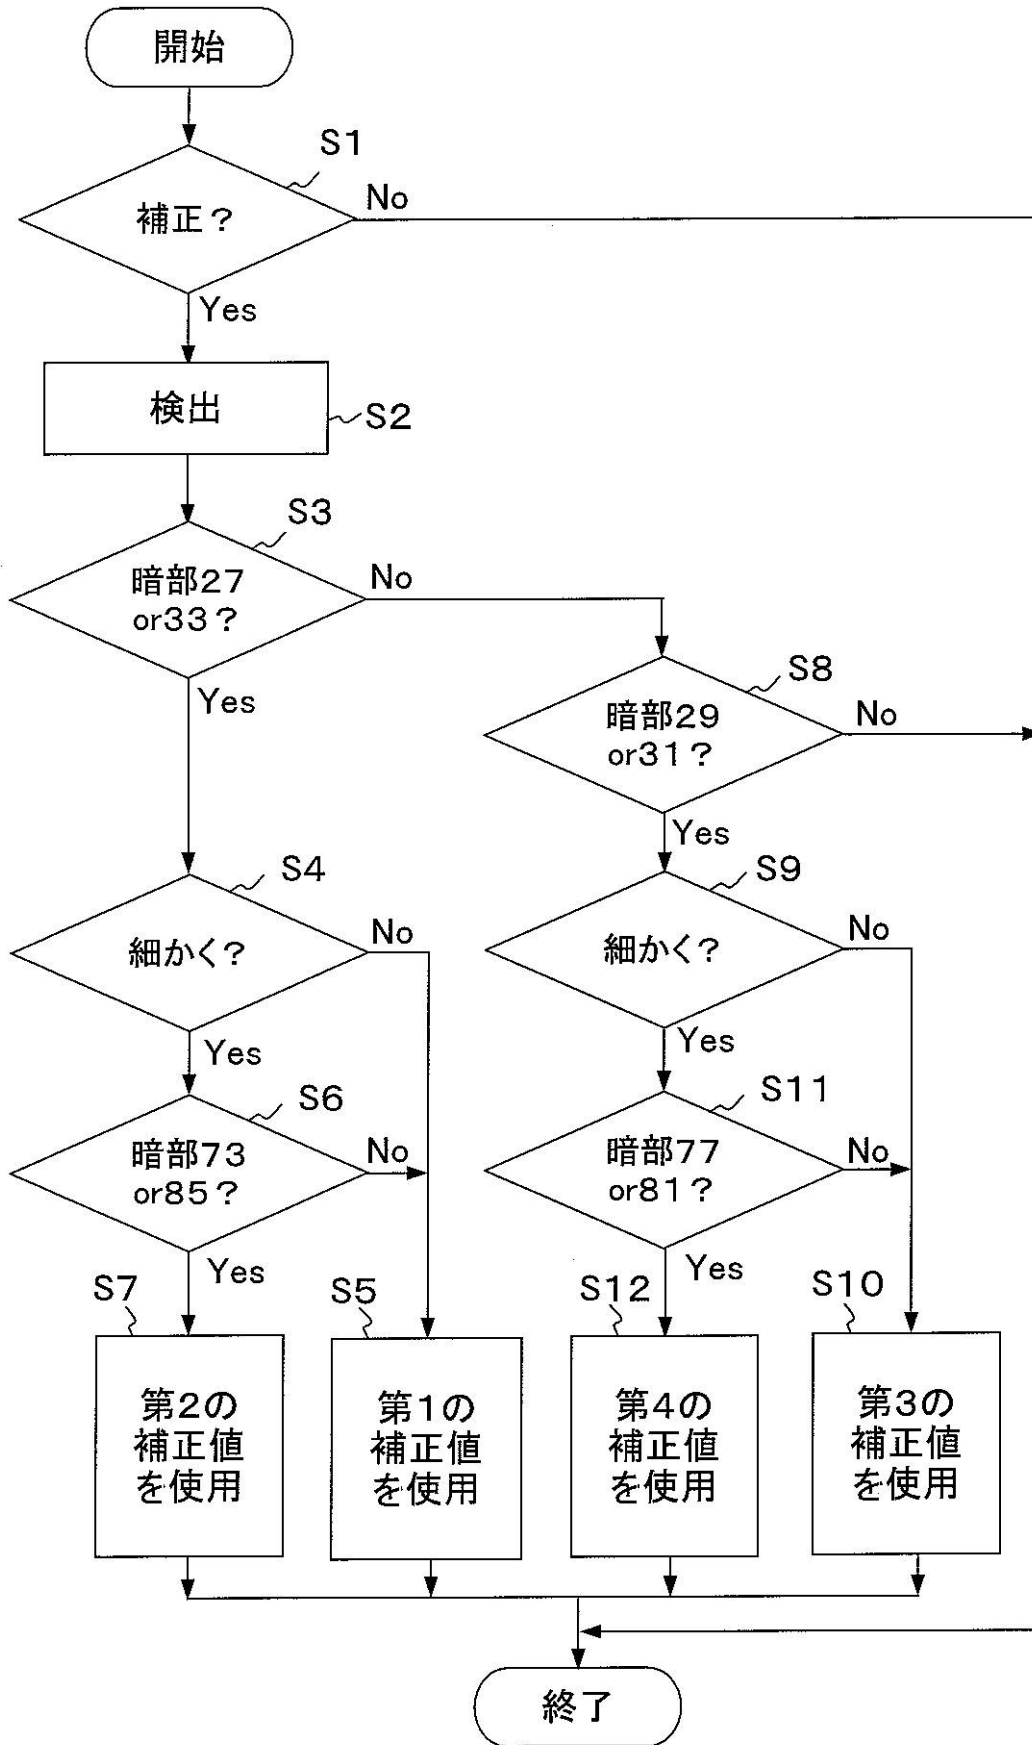 開始
S1
補正？
No
Yes
検出
S2
S3
暗部27
or33？
No
Yes
S8
暗部29
or31？
No
Yes
S4
細かく？
No
Yes
S9
細かく？
No
Yes
S6
暗部73
or85？
No
Yes
S11
暗部77
or81？
No
Yes
S7
第2の
補正値
を使用
S5
第1の
補正値
を使用
S12
第4の
補正値
を使用
S10
第3の
補正値
を使用
終了